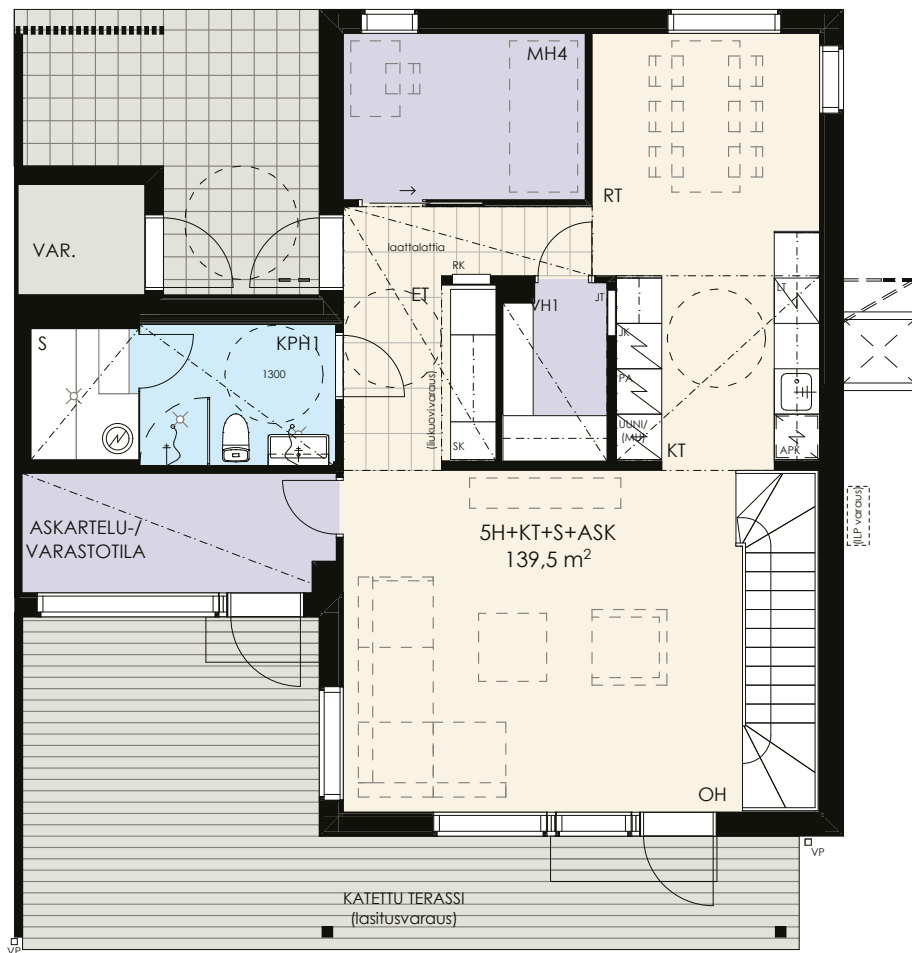 MH4
RT
VAR.
laattalattia
RK
ET
VH1
JT
LT
S
KPH1
1300
JK
PA
UUNI/
(MU)
(liukuovivaraus)
SK
KT
APK
ASKARTELU-/
VARASTOTILA
5H+KT+S+ASK
139,5 m²
(ILP varaus)
OH
VP
KATETTU TERASSI
(lasitusvaraus)
VP